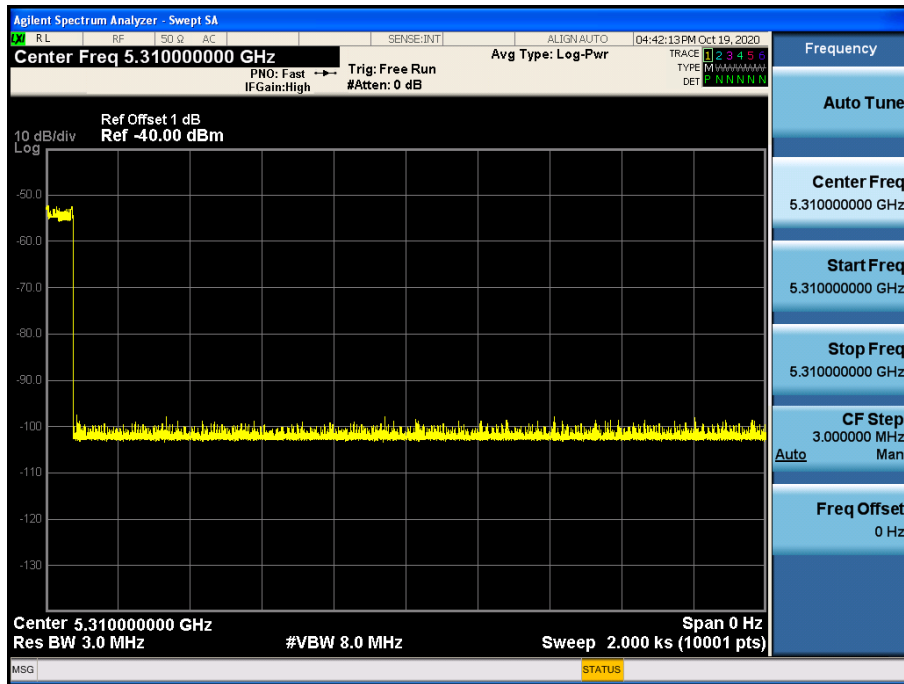 Agilent Spectrum Analyzer - Swept SA
LXI RL RF 50 Ω AC SENSE:INT ALIGN AUTO 04:42:13 PM Oct 19, 2020
Center Freq 5.310000000 GHz
PNO: Fast
IFGain:High
Trig: Free Run
#Atten: 0 dB
Avg Type: Log-Pwr
TRACE 1 2 3 4 5 6
TYPE M WWWWW
DET P N N N N N
Frequency
Auto Tune
Center Freq
5.310000000 GHz
Start Freq
5.310000000 GHz
Stop Freq
5.310000000 GHz
CF Step
3.000000 MHz
Auto Man
Freq Offset
0 Hz
Ref Offset 1 dB
10 dB/div Ref -40.00 dBm
Log
-50.0
-60.0
-70.0
-80.0
-90.0
-100
-110
-120
-130
Center 5.310000000 GHz Span 0 Hz
Res BW 3.0 MHz #VBW 8.0 MHz Sweep 2.000 ks (10001 pts)
MSG STATUS